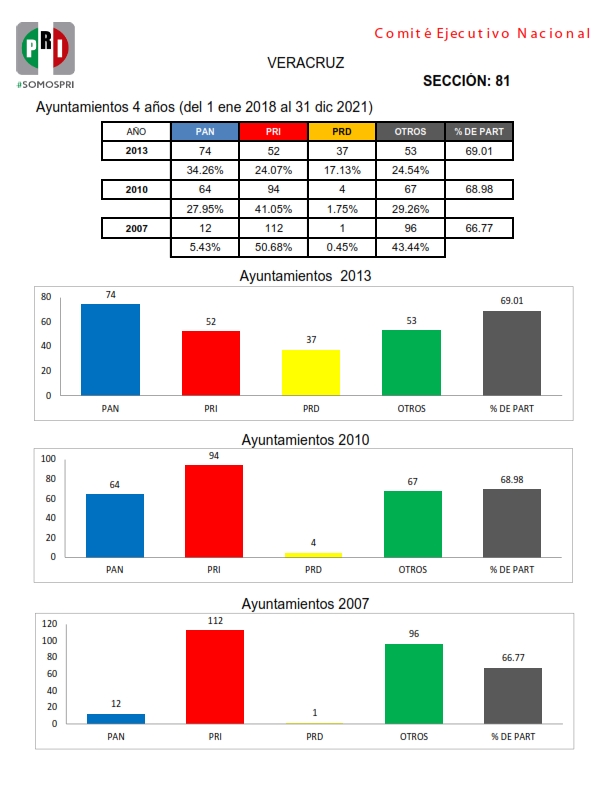 Comité Ejecutivo Nacional
PRI
#SOMOSPRI
VERACRUZ
SECCIÓN: 81
Ayuntamientos 4 años (del 1 ene 2018 al 31 dic 2021)
AÑO PAN PRI PRD OTROS % DE PART
2013 74 52 37 53 69.01
34.26% 24.07% 17.13% 24.54%
2010 64 94 4 67 68.98
27.95% 41.05% 1.75% 29.26%
2007 12 112 1 96 66.77
5.43% 50.68% 0.45% 43.44%
Ayuntamientos 2013
80
60
40
20
0
74 52 37 53 69.01
PAN PRI PRD OTROS % DE PART
Ayuntamientos 2010
100
80
60
40
20
0
64 94 4 67 68.98
PAN PRI PRD OTROS % DE PART
Ayuntamientos 2007
120
100
80
60
40
20
0
12 112 1 96 66.77
PAN PRI PRD OTROS % DE PART